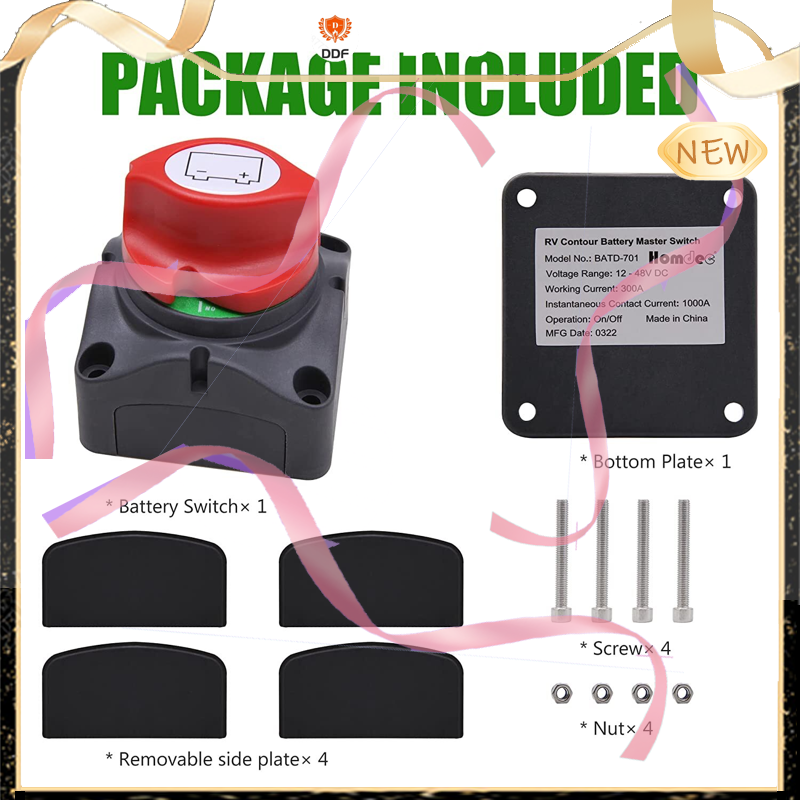 DDF
PACKAGE INCLUDED
NEW
RV Contour Battery Master Switch
Model No.: BATD-701 Homdec
Voltage Range: 12 - 48V DC
Working Current: 300A
Instantaneous Contact Current: 1000A
Operation: On/Off Made in China
MFG Date: 0322
* Bottom Plate× 1
* Battery Switch× 1
* Screw× 4
* Nut× 4
* Removable side plate× 4